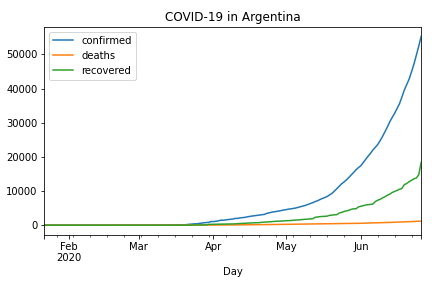 COVID-19 in Argentina
confirmed
deaths
recovered
50000
40000
30000
20000
10000
0
Feb Mar Apr May Jun
2020
Day